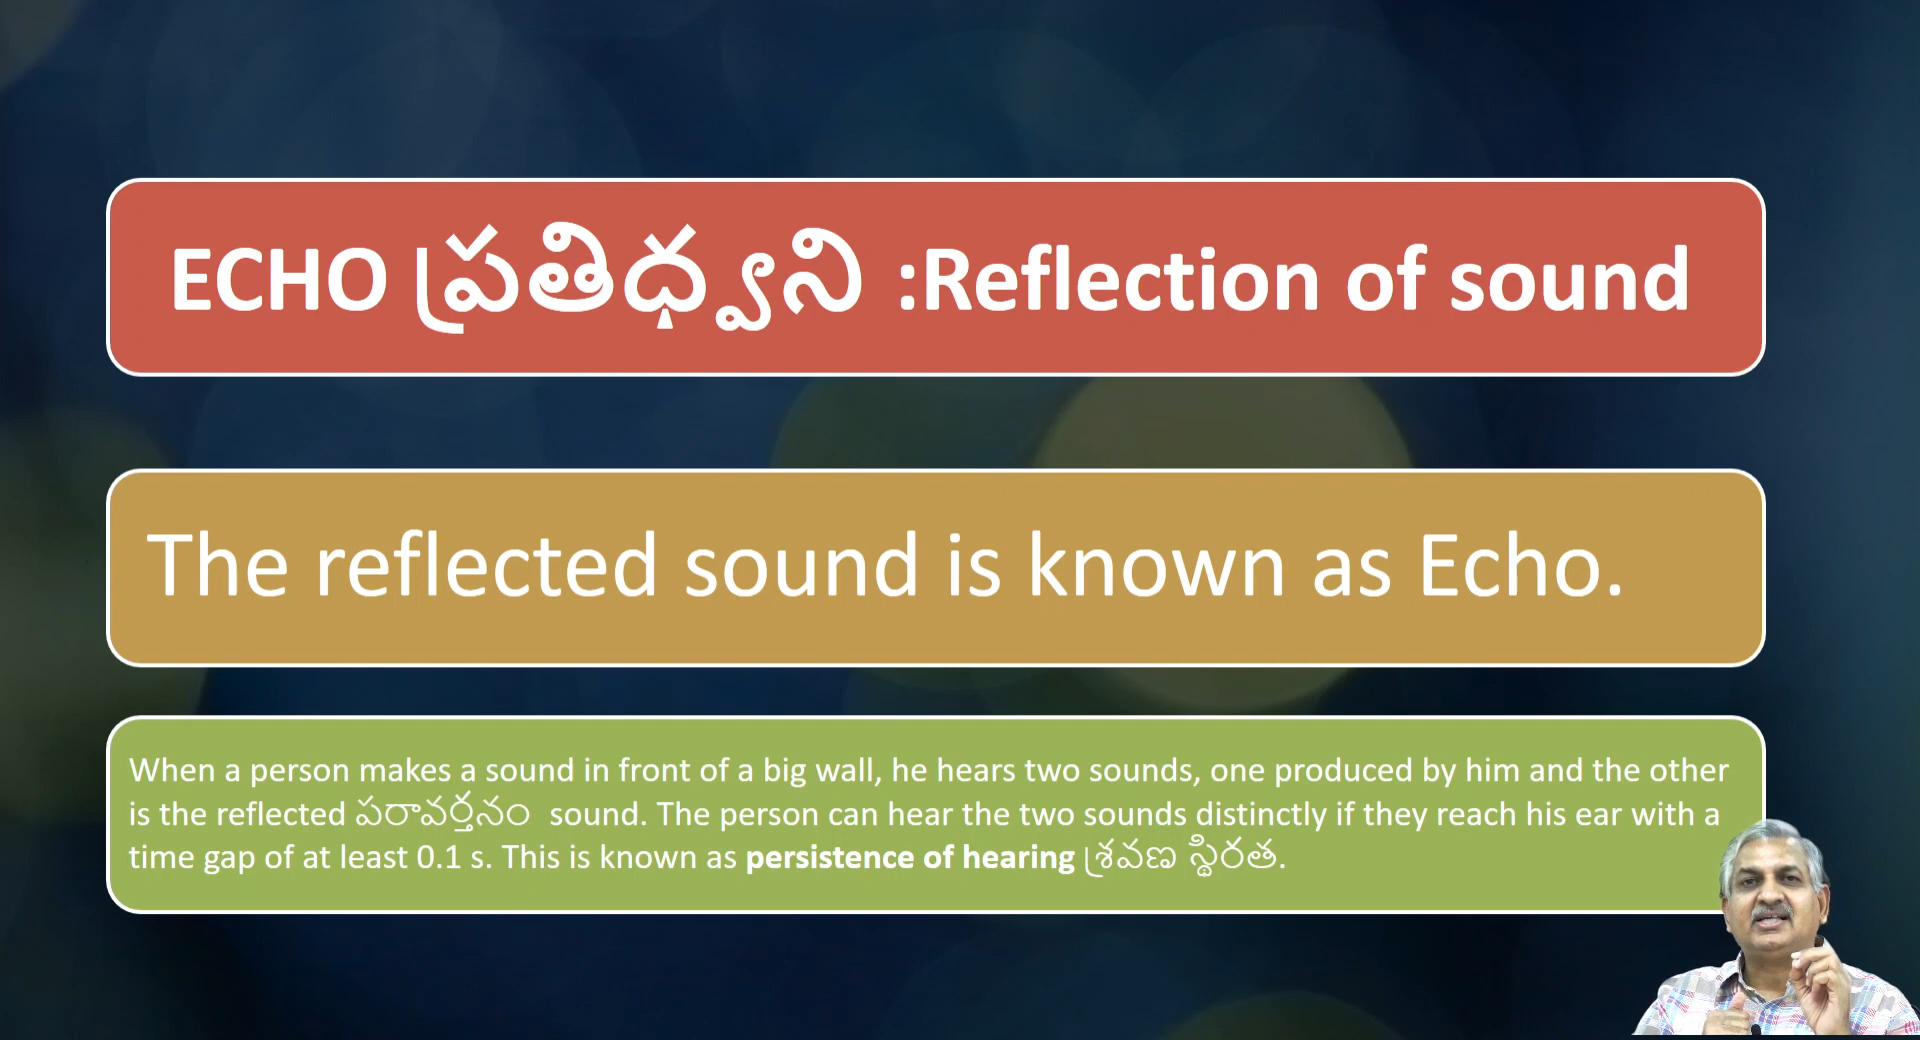 ECHO ప్రతిధ్వని :Reflection of sound
The reflected sound is known as Echo.
When a person makes a sound in front of a big wall, he hears two sounds, one produced by him and the other
is the reflected పరావర్తనం sound. The person can hear the two sounds distinctly if they reach his ear with a
time gap of at least 0.1 s. This is known as persistence of hearing శ్రవణ స్థిరత.